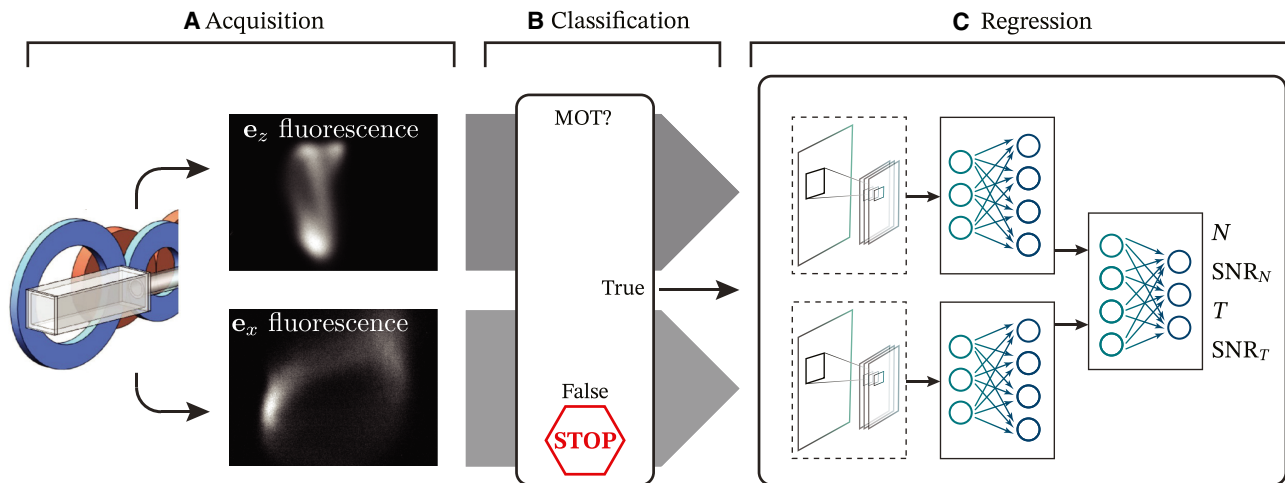 A Acquisition
B Classification
C Regression
e_z fluorescence
e_x fluorescence
MOT?
True
False
STOP
N
SNR_N
T
SNR_T